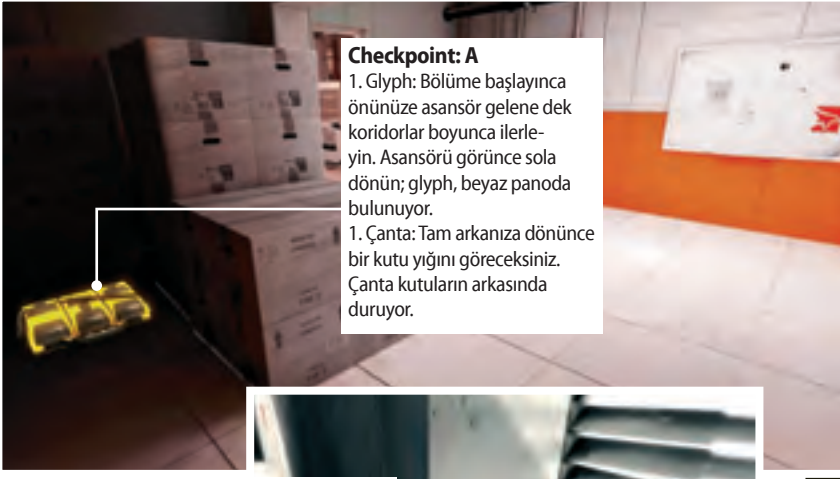 Checkpoint: A
1. Glyph: Bölüme başlayınca
önünüze asansör gelene dek
koridorlar boyunca ilerle-
yin. Asansörü görünce sola
dönün; glyph, beyaz panoda
bulunuyor.
1. Çanta: Tam arkanıza dönünce
bir kutu yığını göreceksiniz.
Çanta kutuların arkasında
duruyor.